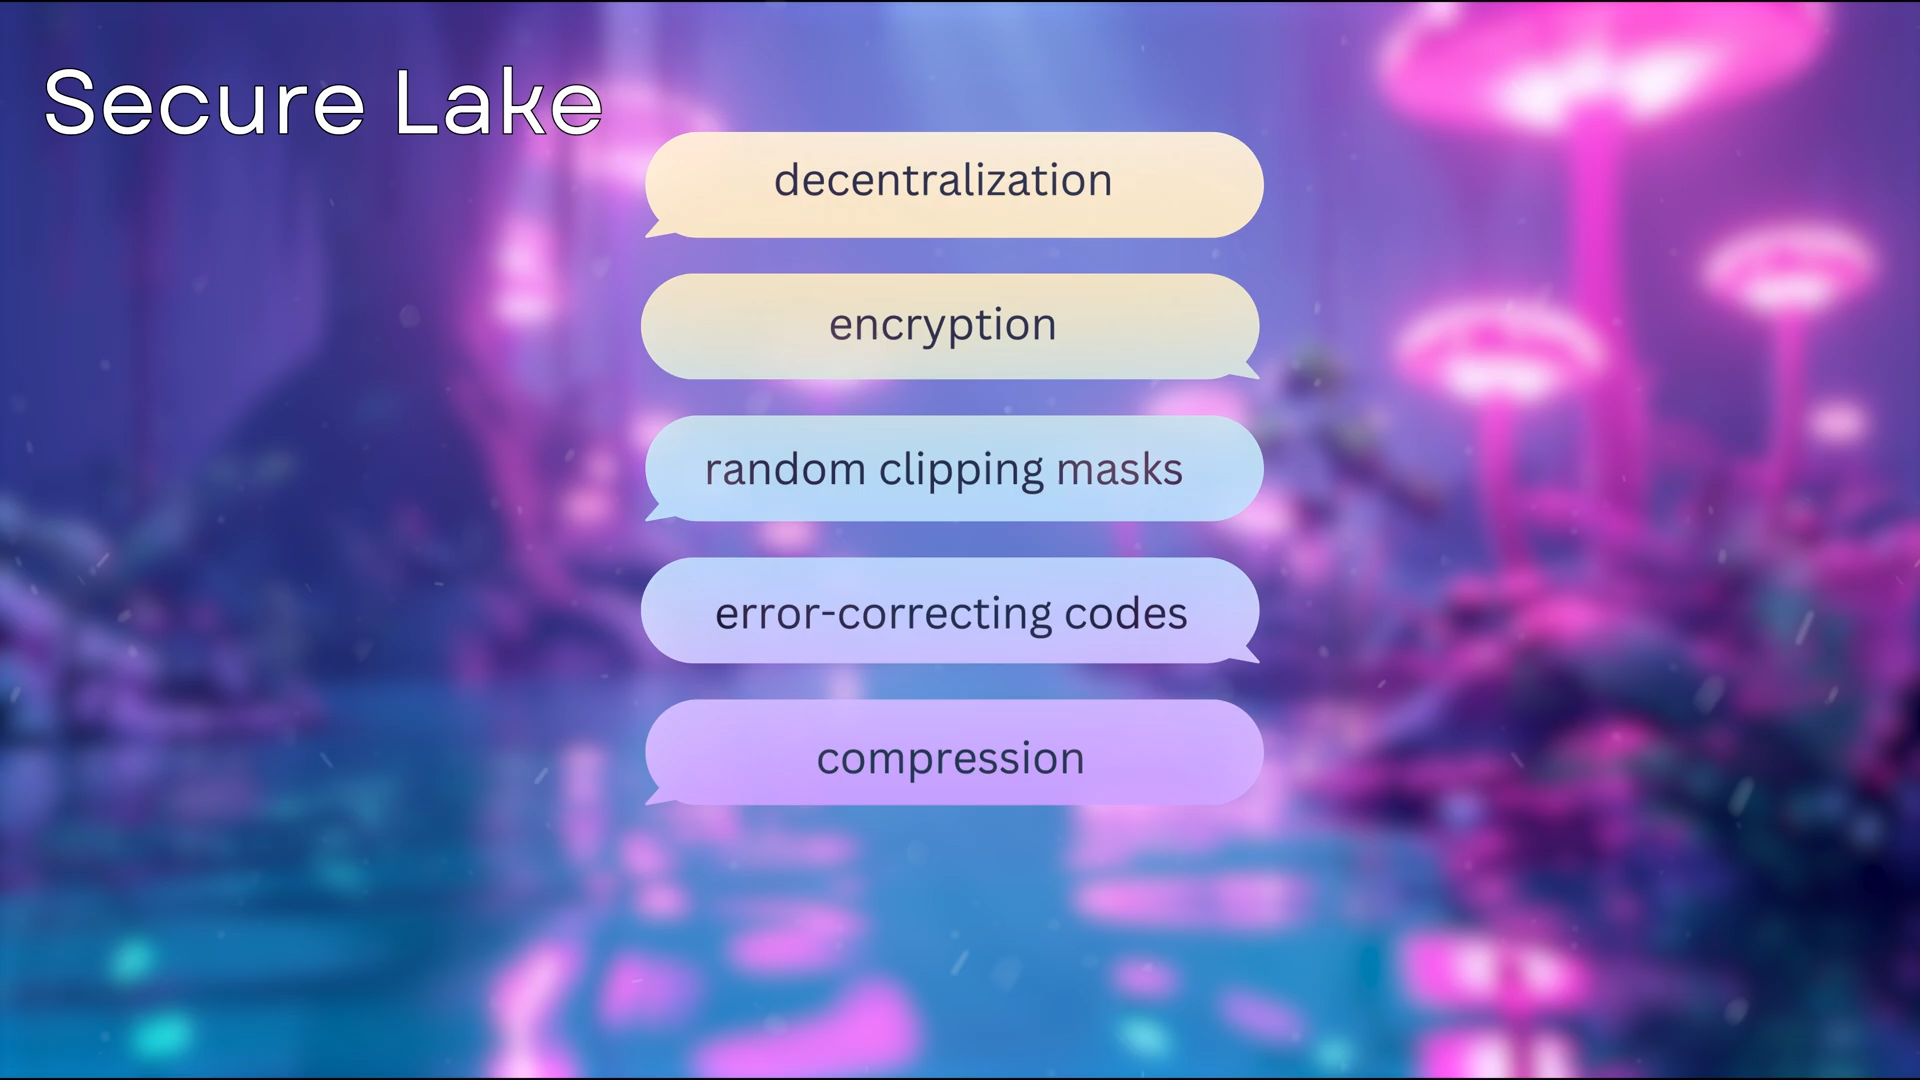 Secure Lake
decentralization
encryption
random clipping masks
error-correcting codes
compression